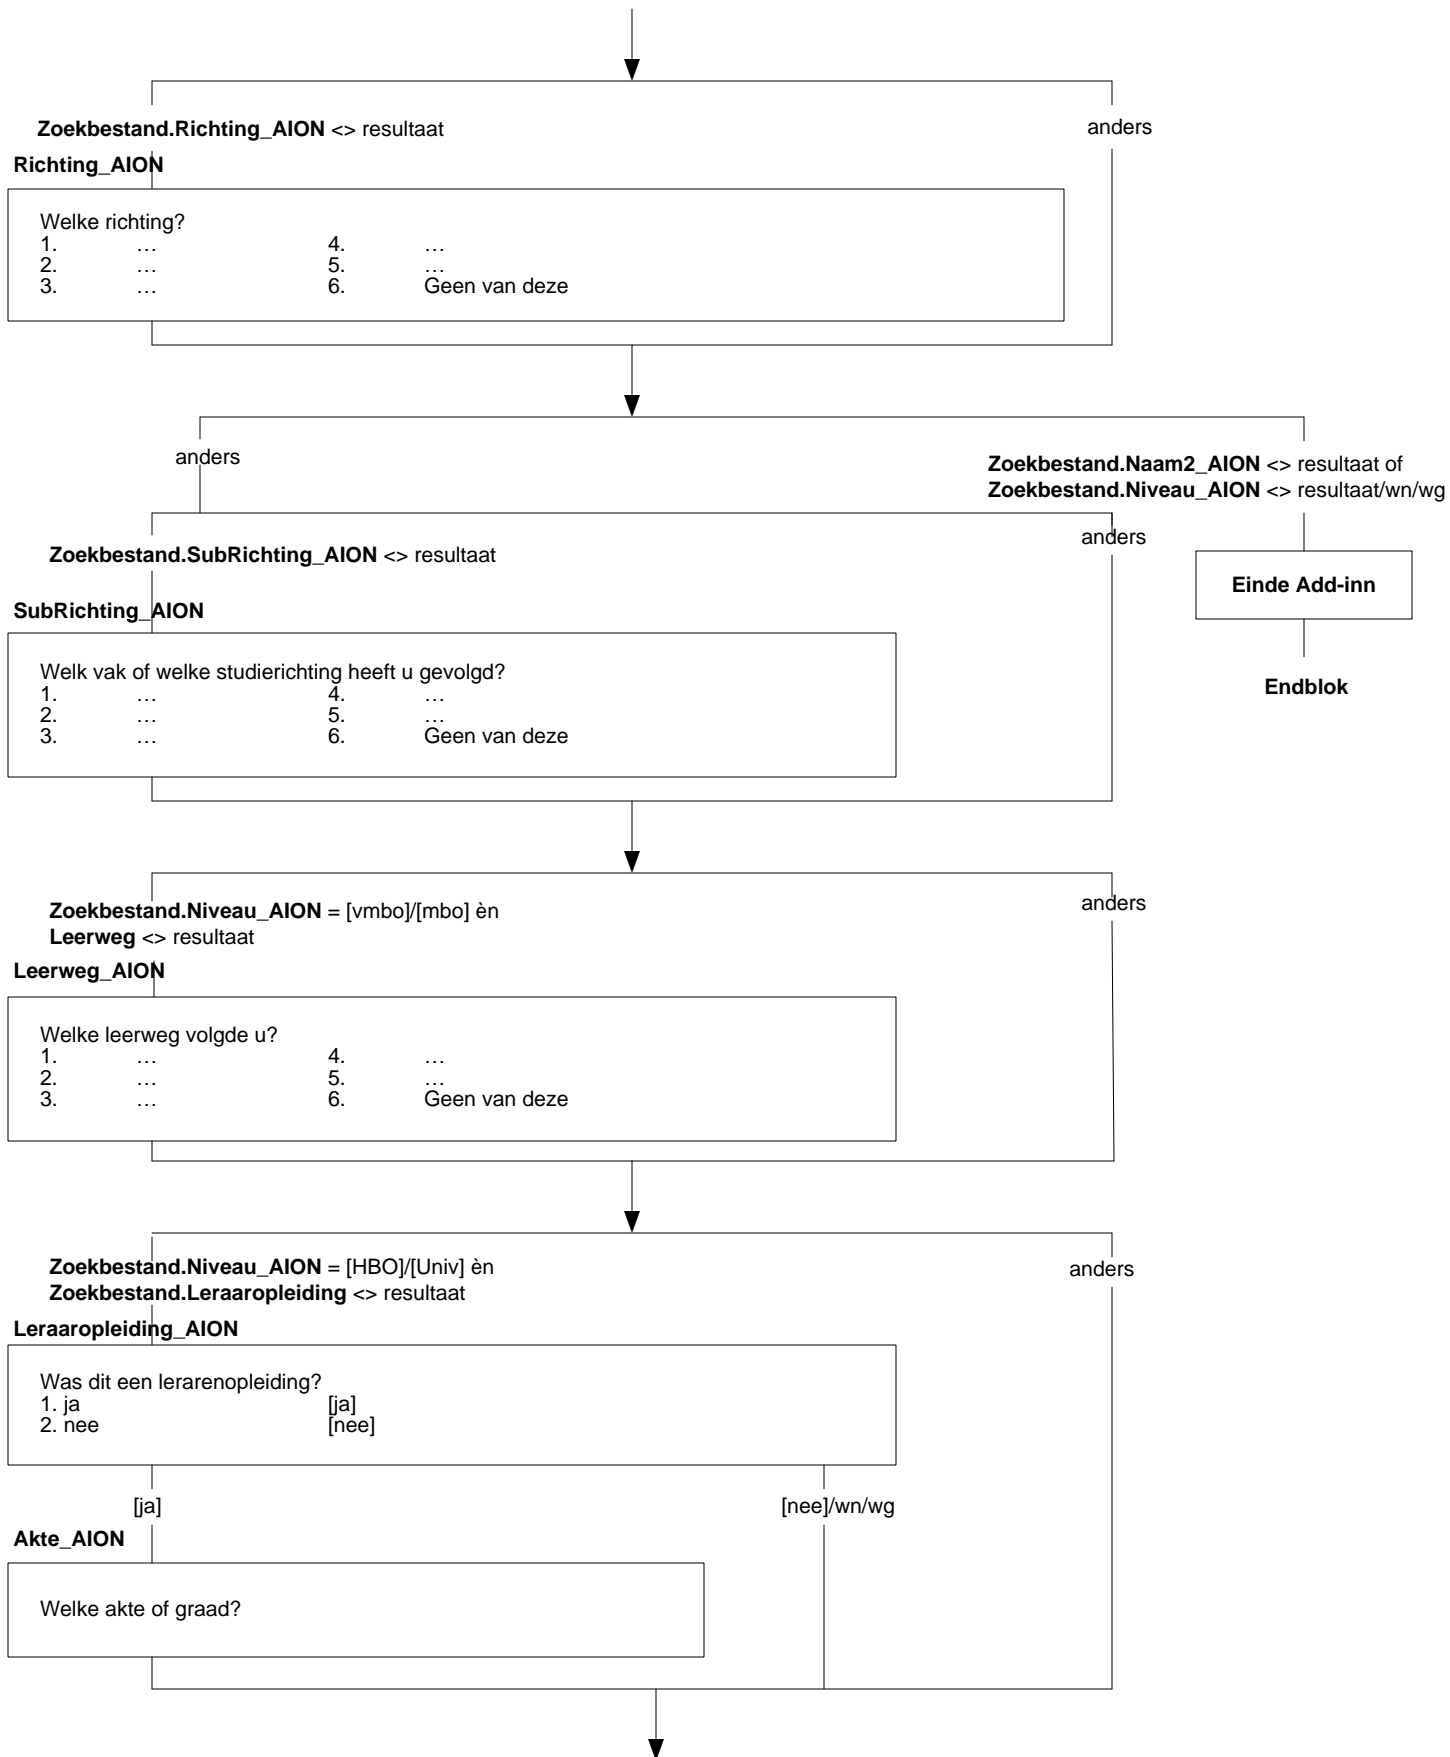 Zoekbestand.Richting_AION <> resultaat
anders
Richting_AION
Welke richting?
1. … 4. …
2. … 5. …
3. … 6. Geen van deze
anders
Zoekbestand.Naam2_AION <> resultaat of
Zoekbestand.Niveau_AION <> resultaat/wn/wg
anders
Zoekbestand.SubRichting_AION <> resultaat
Einde Add-inn
SubRichting_AION
Welk vak of welke studierichting heeft u gevolgd?
1. … 4. …
2. … 5. …
3. … 6. Geen van deze
Endblok
Zoekbestand.Niveau_AION = [vmbo]/[mbo] èn
Leerweg <> resultaat
anders
Leerweg_AION
Welke leerweg volgde u?
1. … 4. …
2. … 5. …
3. … 6. Geen van deze
Zoekbestand.Niveau_AION = [HBO]/[Univ] èn
Zoekbestand.Leraaropleiding <> resultaat
anders
Leraaropleiding_AION
Was dit een lerarenopleiding?
1. ja [ja]
2. nee [nee]
[ja] [nee]/wn/wg
Akte_AION
Welke akte of graad?